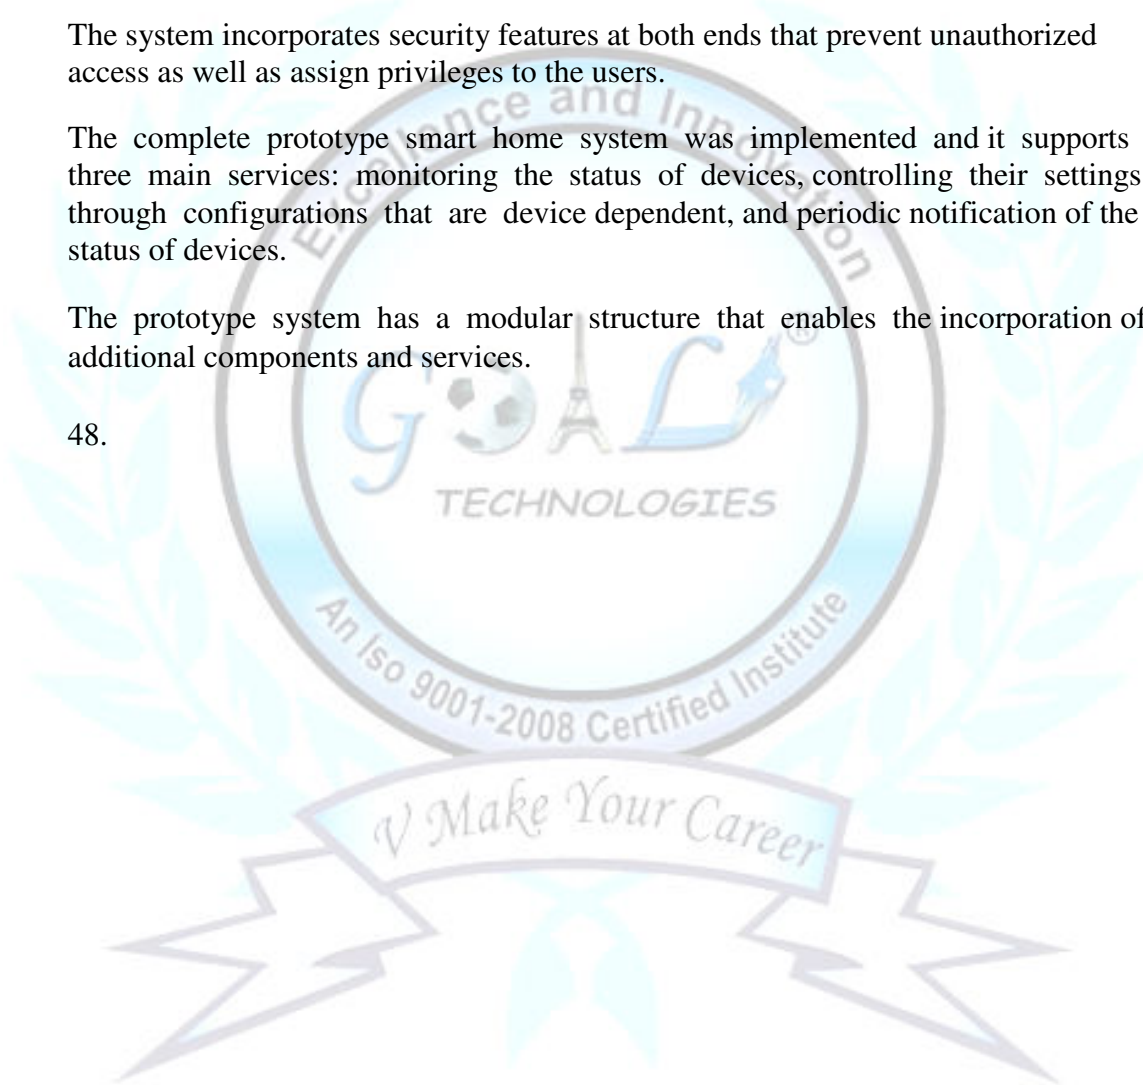 The system incorporates security features at both ends that prevent unauthorized
access as well as assign privileges to the users.
The complete prototype smart home system was implemented and it supports
three main services: monitoring the status of devices, controlling their settings
through configurations that are device dependent, and periodic notification of the
status of devices.
The prototype system has a modular structure that enables the incorporation of
additional components and services.
48.
Excellence and Innovation
GOAL ®
TECHNOLOGIES
An Iso 9001-2008 Certified Institute
V Make Your Career